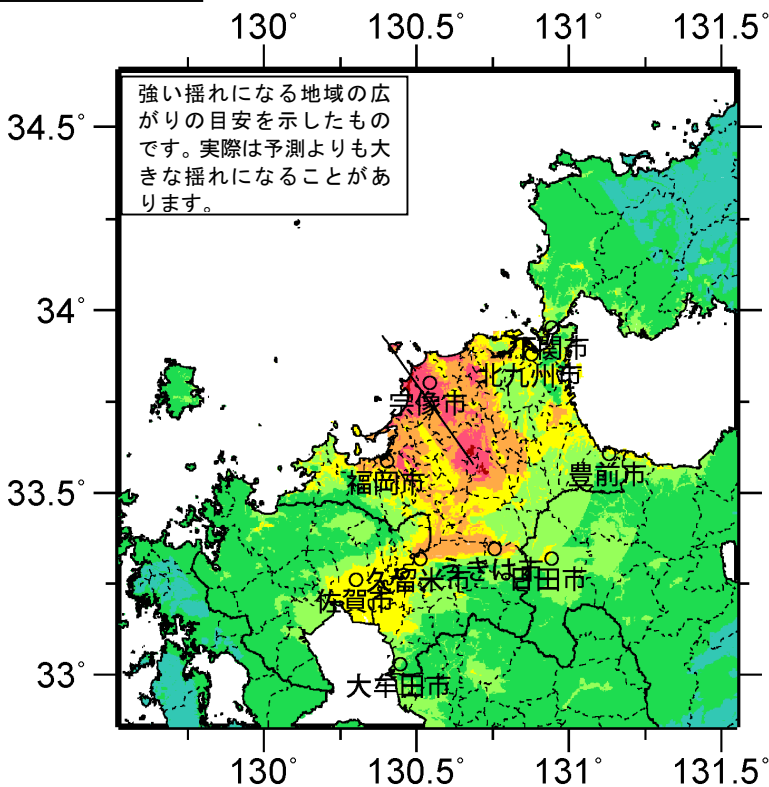 130° 130.5° 131° 131.5°
強い揺れになる地域の広
がりの目安を示したもの
です。実際は予測よりも大
きな揺れになることがあ
ります。
34.5°
34°
下関市
北九州市
宗像市
福岡市
豊前市
33.5°
うきは市
久留米市
日田市
佐賀市
33°
大牟田市
130° 130.5° 131° 131.5°